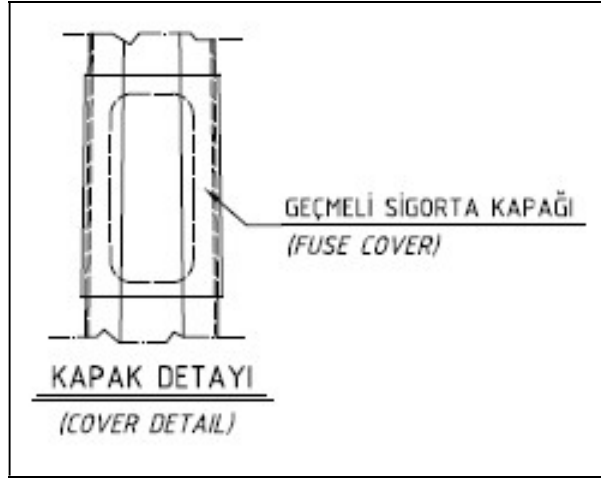 GEÇMELİ SİGORTA KAPAĞI
(FUSE COVER)
KAPAK DETAYI
(COVER DETAIL)